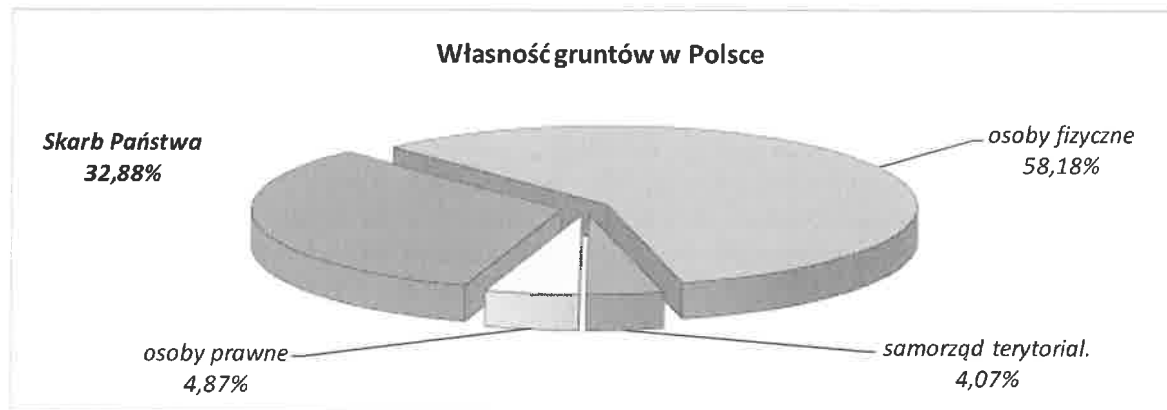 Własność gruntów w Polsce
Skarb Państwa
32,88%
osoby fizyczne
58,18%
osoby prawne
4,87%
samorząd terytorial.
4,07%